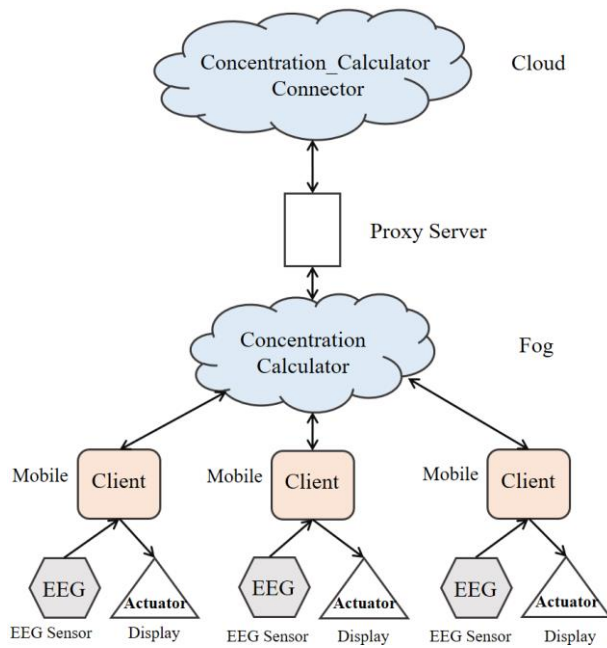 Concentration_Calculator
Connector
Cloud
Proxy Server
Concentration
Calculator
Fog
Mobile
Client
Mobile
Client
Mobile
Client
EEG
Actuator
EEG
Actuator
EEG
Actuator
EEG Sensor
Display
EEG Sensor
Display
EEG Sensor
Display